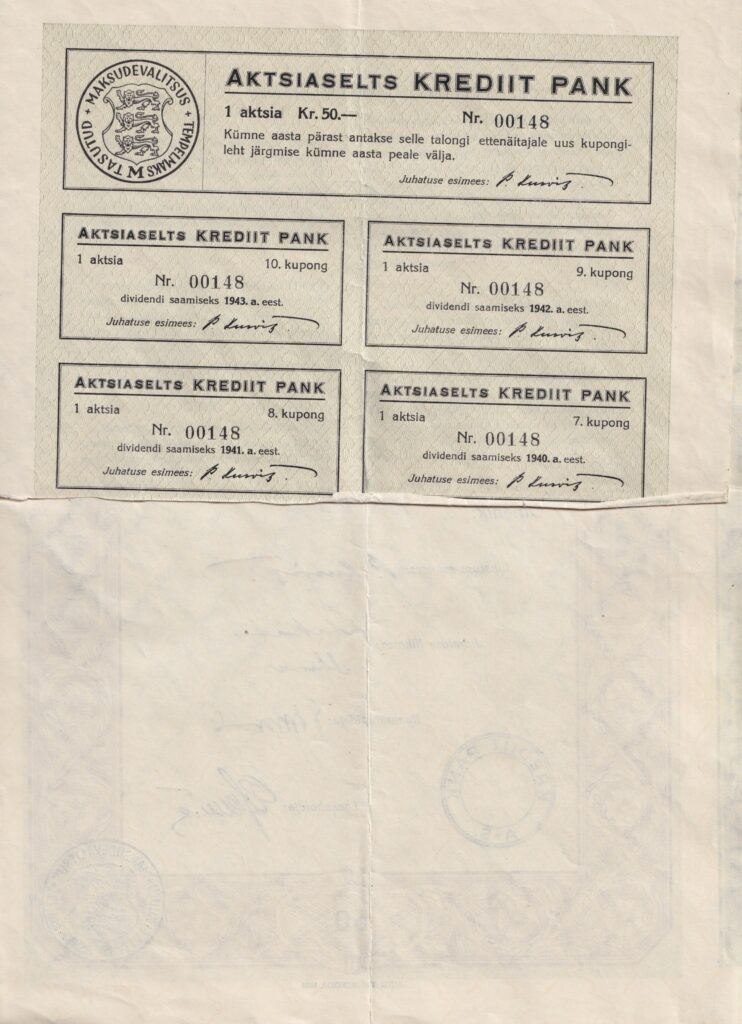 MAKSUDEVALITSUS + TEMPELMAKS TASUTUD +
M
AKTSIASELTS KREDIIT PANK
1 aktsia Kr. 50.— Nr. 00148
Kümne aasta pärast antakse selle talongi ettenäitajale uus kupongi-
leht järgmise kümne aasta peale välja.
Juhatuse esimees:
AKTSIASELTS KREDIIT PANK
1 aktsia 10. kupong
Nr. 00148
dividendi saamiseks 1943. a. eest.
Juhatuse esimees:
AKTSIASELTS KREDIIT PANK
1 aktsia 9. kupong
Nr. 00148
dividendi saamiseks 1942. a. eest.
Juhatuse esimees:
AKTSIASELTS KREDIIT PANK
1 aktsia 8. kupong
Nr. 00148
dividendi saamiseks 1941. a. eest.
Juhatuse esimees:
AKTSIASELTS KREDIIT PANK
1 aktsia 7. kupong
Nr. 00148
dividendi saamiseks 1940. a. eest.
Juhatuse esimees: